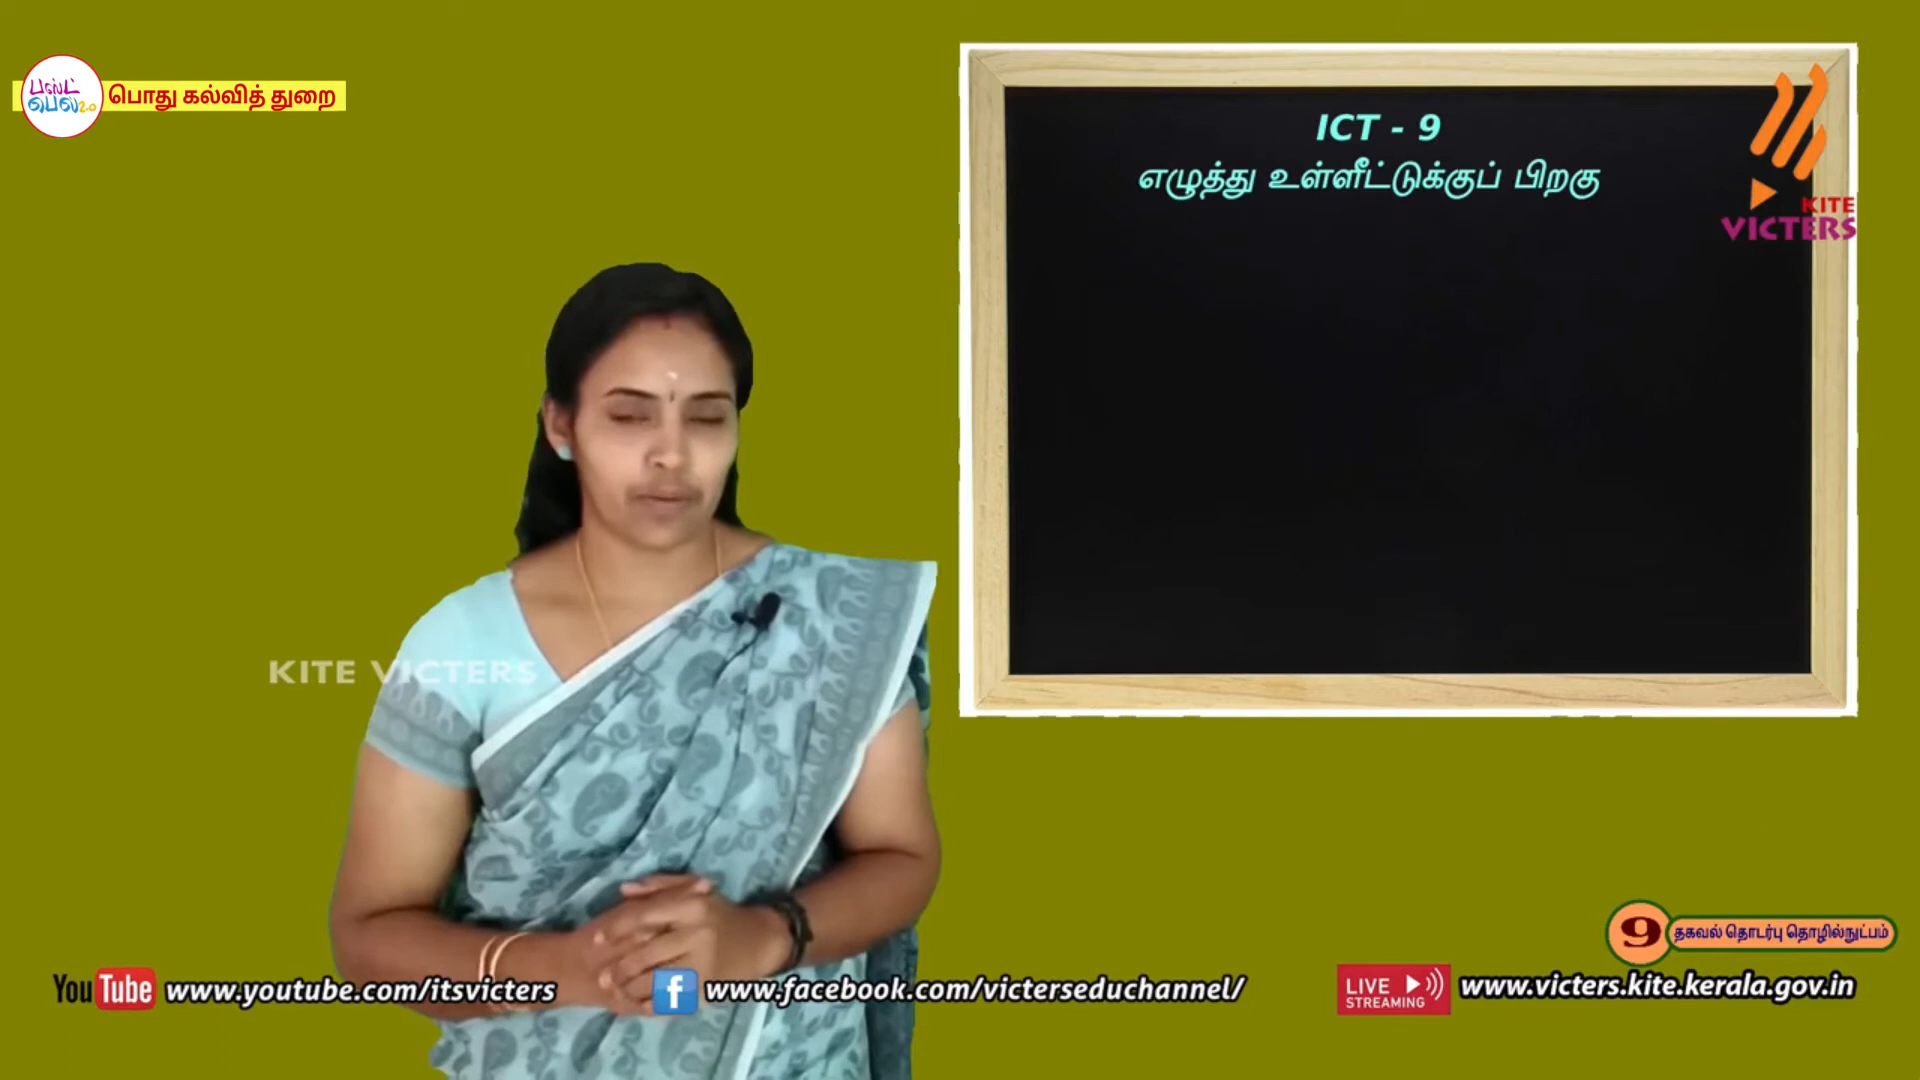 பஸ்ட்
பெல் 2.0
பொது கல்வித் துறை
ICT - 9
எழுத்து உள்ளீட்டுக்குப் பிறகு
KITE
VICTERS
KITE VICTERS
9 தகவல் தொடர்பு தொழில்நுட்பம்
YouTube www.youtube.com/itsvicters
f www.facebook.com/victerseduchannel/
LIVE STREAMING www.victers.kite.kerala.gov.in